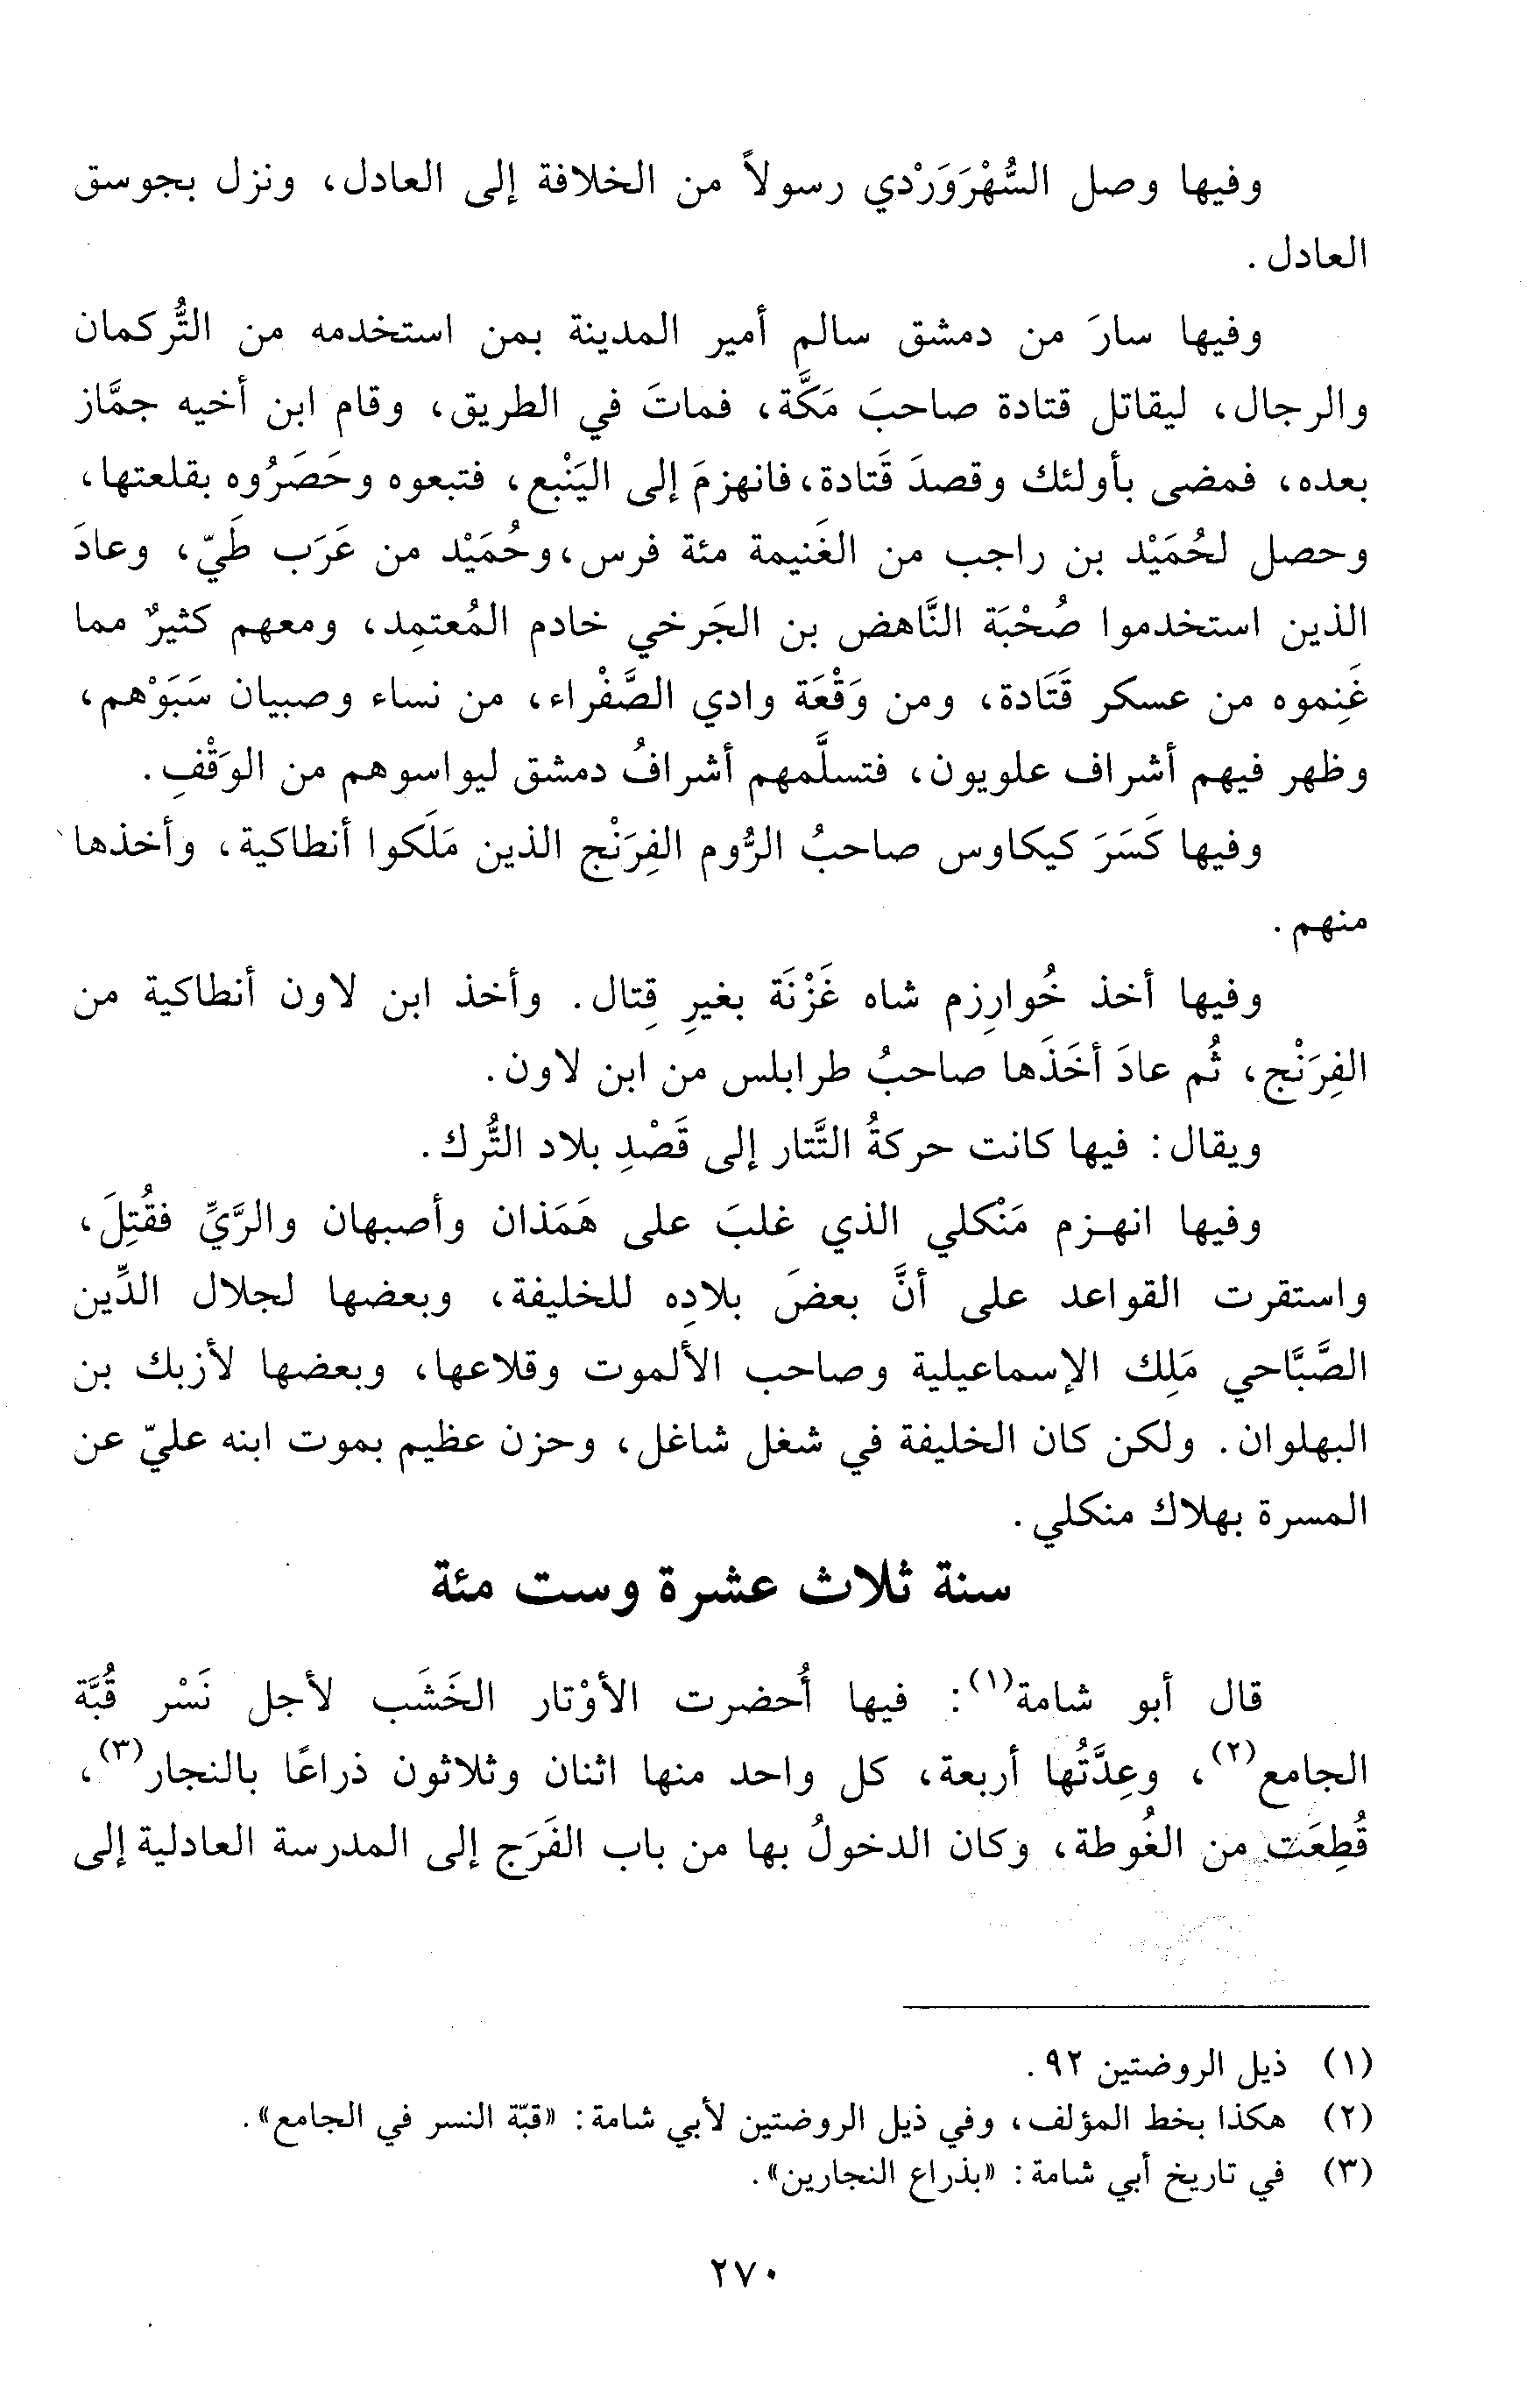 وفيها وصل السُّهْرَوَرْدي رسولاً من الخلافة إلى العادل، ونزل بجوسق
العادل.
وفيها سارَ من دمشق سالم أمير المدينة بمن استخدمه من التُّركمان
والرجال، ليقاتل قتادة صاحبَ مَكَّة، فماتَ في الطريق، وقام ابن أخيه جمَّاز
بعده، فمضى بأولئك وقصدَ قَتادة، فانهزمَ إلى اليَنْبع، فتبعوه وحَصَرُوه بقلعتها،
وحصل لحُمَيْد بن راجب من الغَنيمة مئة فرس، وحُمَيْد من عَرَب طَيّ، وعادَ
الذين استخدموا صُحْبَة النَّاهض بن الجَرخي خادم المُعتمِد، ومعهم كثيرٌ مما
غَنِموه من عسكر قَتَادة، ومن وَقْعَة وادي الصَّفْراء، من نساء وصبيان سَبَوْهم،
وظهر فيهم أشراف علويون، فتسلَّمهم أشرافُ دمشق ليواسوهم من الوَقْفِ.
وفيها كَسَرَ كيكاوس صاحبُ الرُّوم الفِرَنْج الذين مَلَكوا أنطاكية، وأخذها
منهم.
وفيها أخذ خُوارِزم شاه غَزْنَة بغيرِ قِتال. وأخذ ابن لاون أنطاكية من
الفِرَنْج، ثُم عادَ أخَذَها صاحبُ طرابلس من ابن لاون.
ويقال: فيها كانت حركةُ التَّتار إلى قَصْدِ بلاد التُّرك.
وفيها انهزم مَنْكلي الذي غلبَ على هَمَذان وأصبهان والرَّيِّ فقُتِلَ،
واستقرت القواعد على أنَّ بعضَ بلادِه للخليفة، وبعضها لجلال الدِّين
الصَّبَّاحي مَلِك الإسماعيلية وصاحب الألموت وقلاعها، وبعضها لأزبك بن
البهلوان. ولكن كان الخليفة في شغل شاغل، وحزن عظيم بموت ابنه عليّ عن
المسرة بهلاك منكلي.
سنة ثلاث عشرة وست مئة
قال أبو شامة(١): فيها أُحضرت الأوْتار الخَشَب لأجل نَسْر قُبَّة
الجامع(٢)، وعِدَّتُها أربعة، كل واحد منها اثنان وثلاثون ذراعًا بالنجار(٣)،
قُطِعَت من الغُوطة، وكان الدخولُ بها من باب الفَرَج إلى المدرسة العادلية إلى
(١) ذيل الروضتين ٩٢.
(٢) هكذا بخط المؤلف، وفي ذيل الروضتين لأبي شامة: «قبّة النسر في الجامع».
(٣) في تاريخ أبي شامة: «بذراع النجارين».
٢٧٠